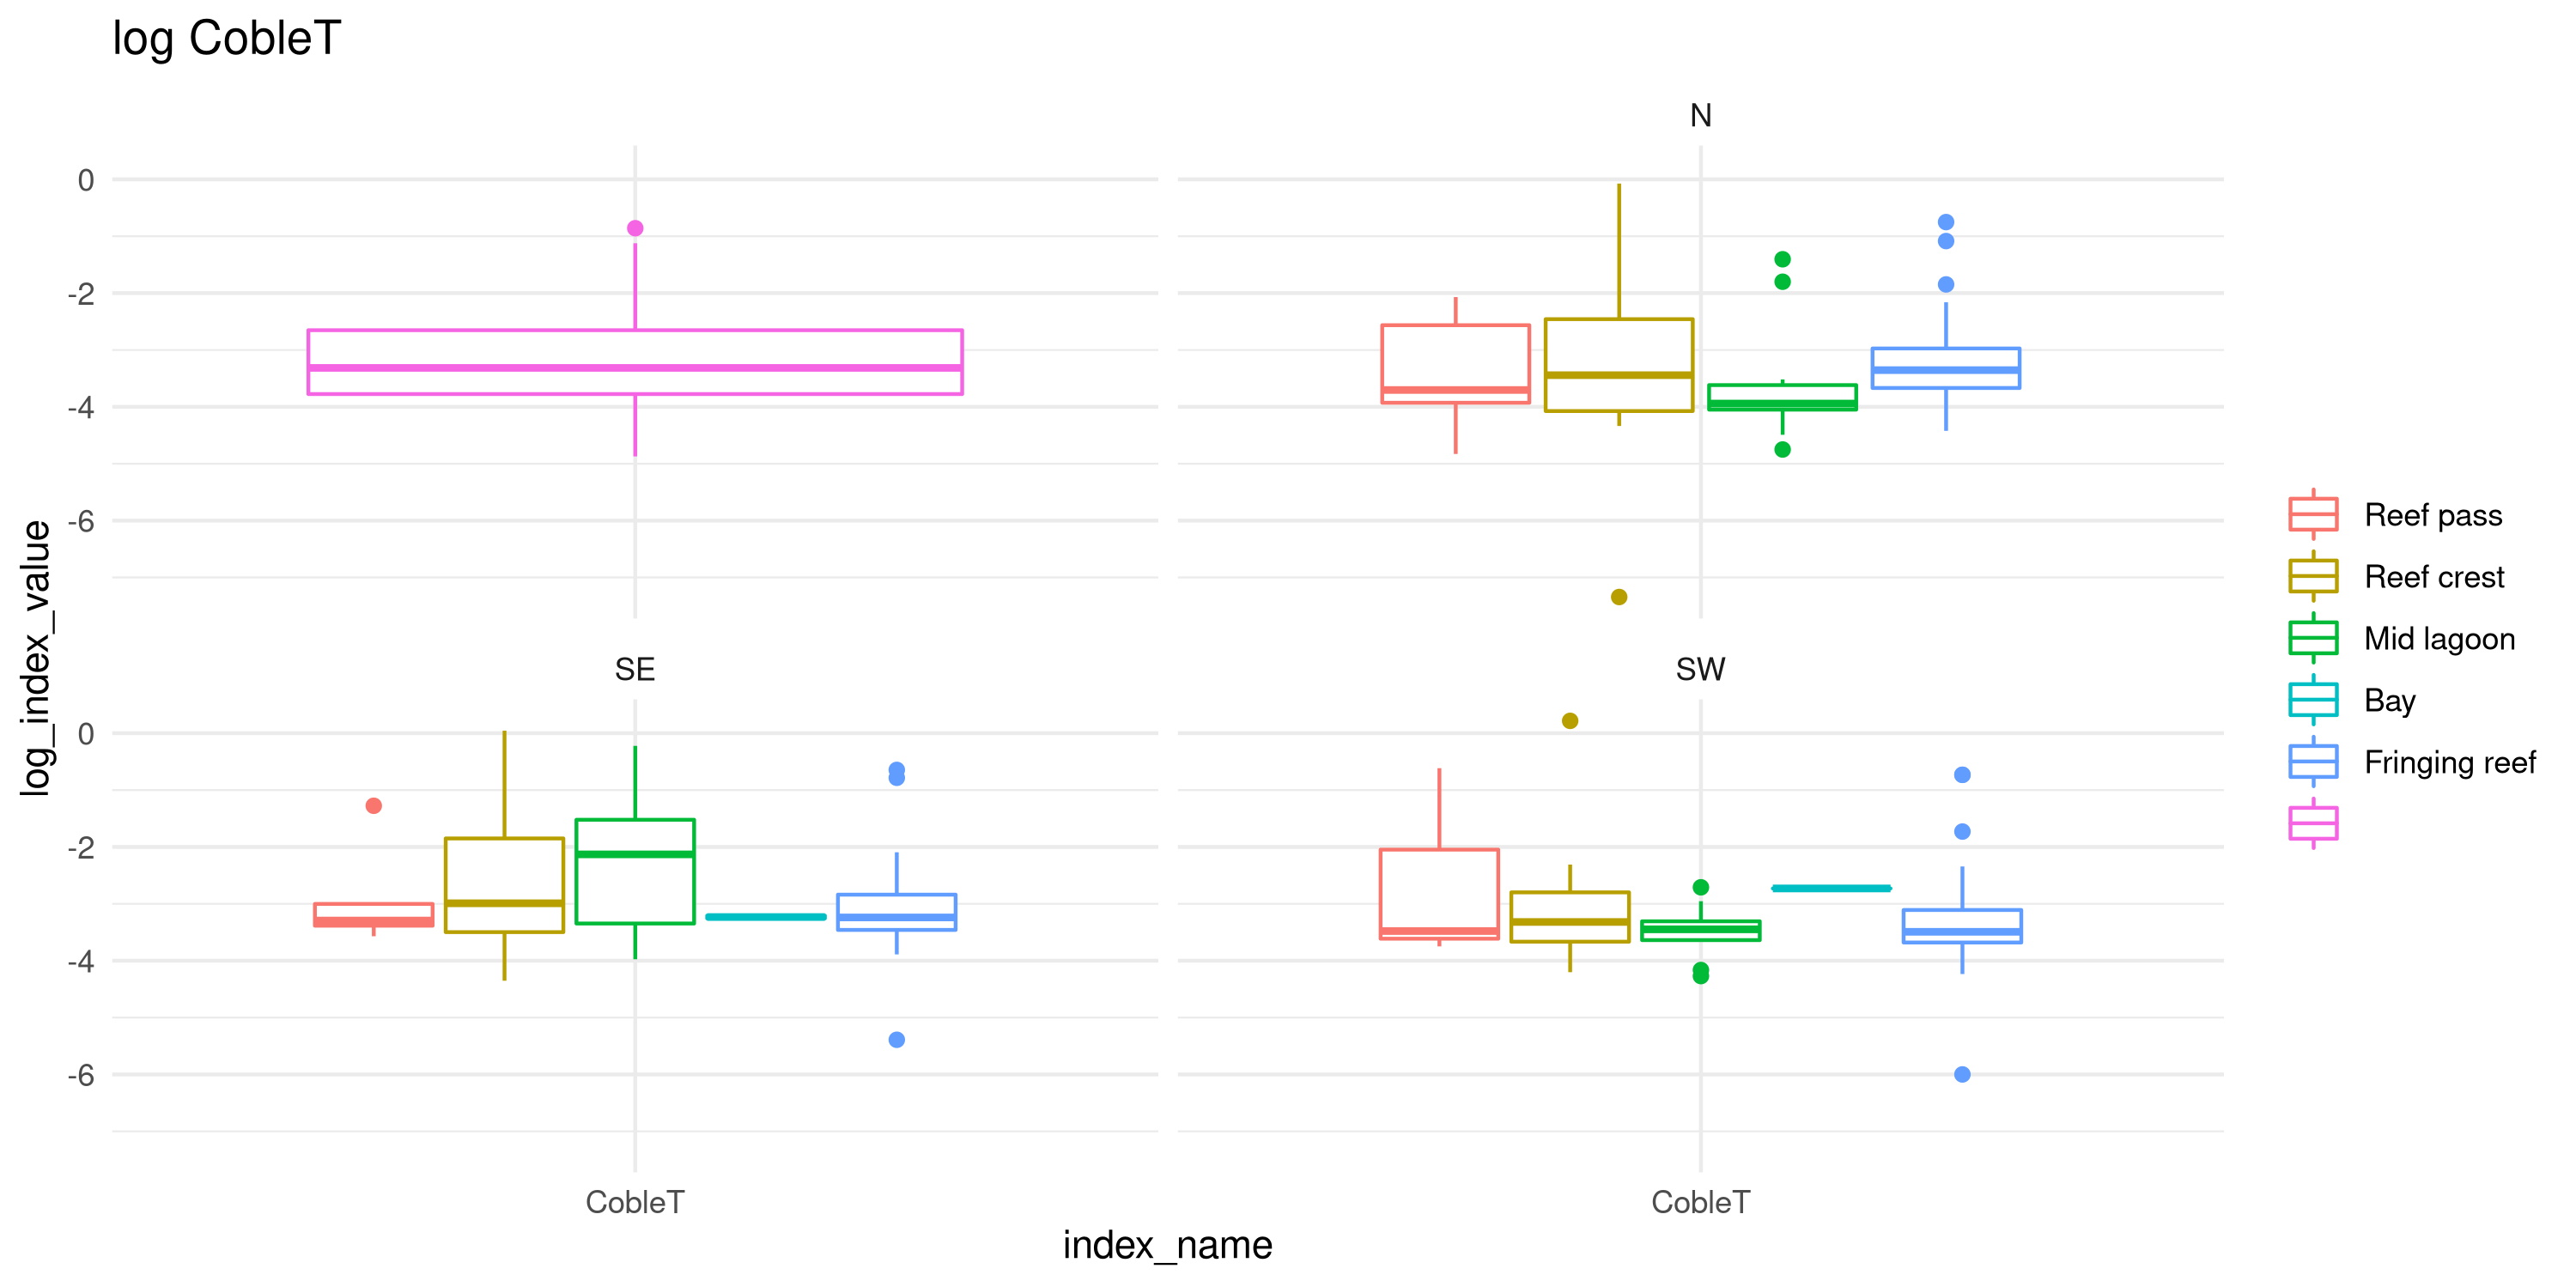 log CobleT
N
0
-2
-4
-6
SE
SW
0
-2
-4
-6
CobleT
CobleT
index_name
log_index_value
Reef pass
Reef crest
Mid lagoon
Bay
Fringing reef